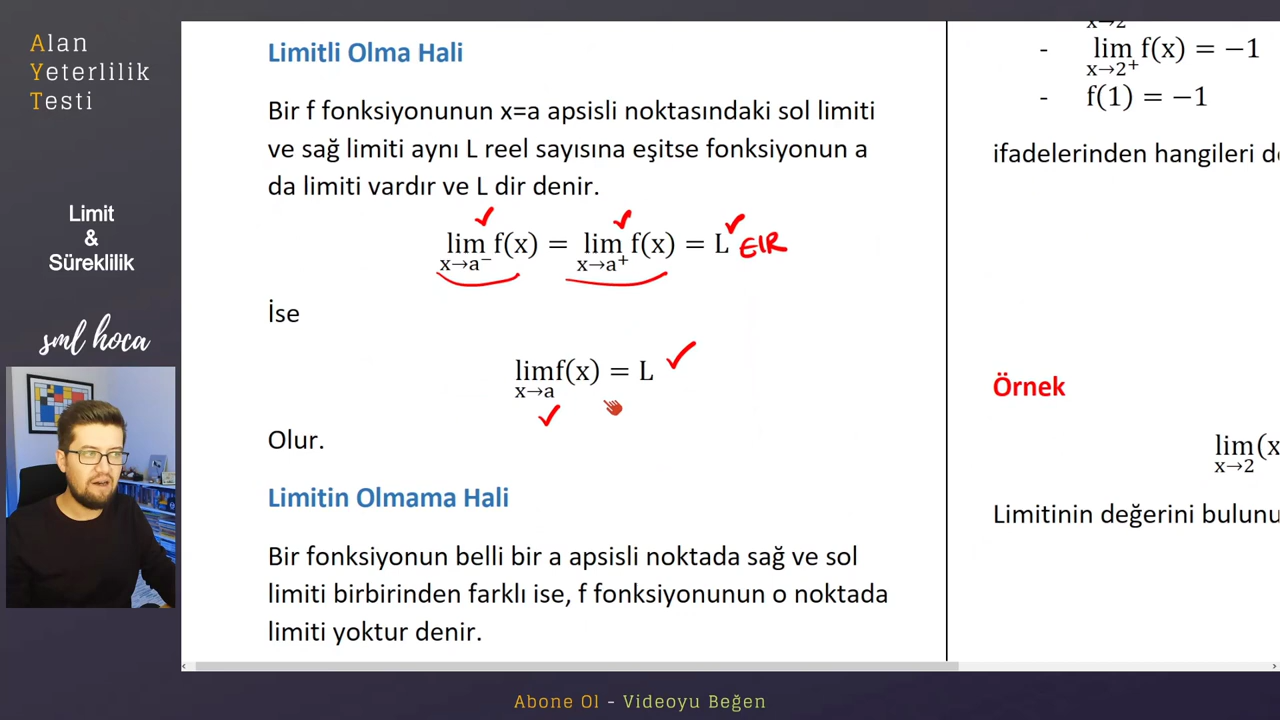 Alan
Yeterlilik
Testi
Limit
&
Süreklilik
sml hoca
Limitli Olma Hali
Bir f fonksiyonunun x=a apsisli noktasındaki sol limiti
ve sağ limiti aynı L reel sayısına eşitse fonksiyonun a
da limiti vardır ve L dir denir.
lim f(x) = lim f(x) = L ∈ IR
x→a⁻ x→a⁺
İse
limf(x) = L
x→a
Olur.
Limitin Olmama Hali
Bir fonksiyonun belli bir a apsisli noktada sağ ve sol
limiti birbirinden farklı ise, f fonksiyonunun o noktada
limiti yoktur denir.
x→2
- lim f(x) = −1
x→2⁺
- f(1) = −1
ifadelerinden hangileri
Örnek
lim(x
x→2
Limitinin değerini
Abone Ol - Videoyu Beğen